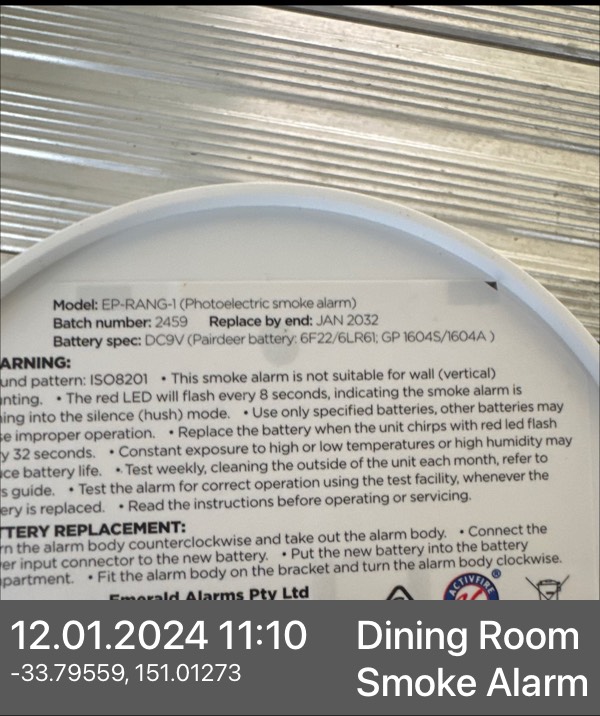 Model: EP-RANG-1 (Photoelectric smoke alarm)
Batch number: 2459 Replace by end: JAN 2032
Battery spec: DC9V (Pairdeer battery: 6F22/6LR61; GP 1604S/1604A )
ARNING:
und pattern: ISO8201 • This smoke alarm is not suitable for wall (vertical)
nting. • The red LED will flash every 8 seconds, indicating the smoke alarm is
ing into the silence (hush) mode. • Use only specified batteries, other batteries may
se improper operation. • Replace the battery when the unit chirps with red led flash
y 32 seconds. • Constant exposure to high or low temperatures or high humidity may
ce battery life. • Test weekly, cleaning the outside of the unit each month, refer to
s guide. • Test the alarm for correct operation using the test facility, whenever the
ery is replaced. • Read the instructions before operating or servicing.
TTERY REPLACEMENT:
rn the alarm body counterclockwise and take out the alarm body. • Connect the
er input connector to the new battery. • Put the new battery into the battery
partment. • Fit the alarm body on the bracket and turn the alarm body clockwise.
Emerald Alarms Pty Ltd
ACTIVFIRE ®
12.01.2024 11:10
-33.79559, 151.01273
Dining Room
Smoke Alarm